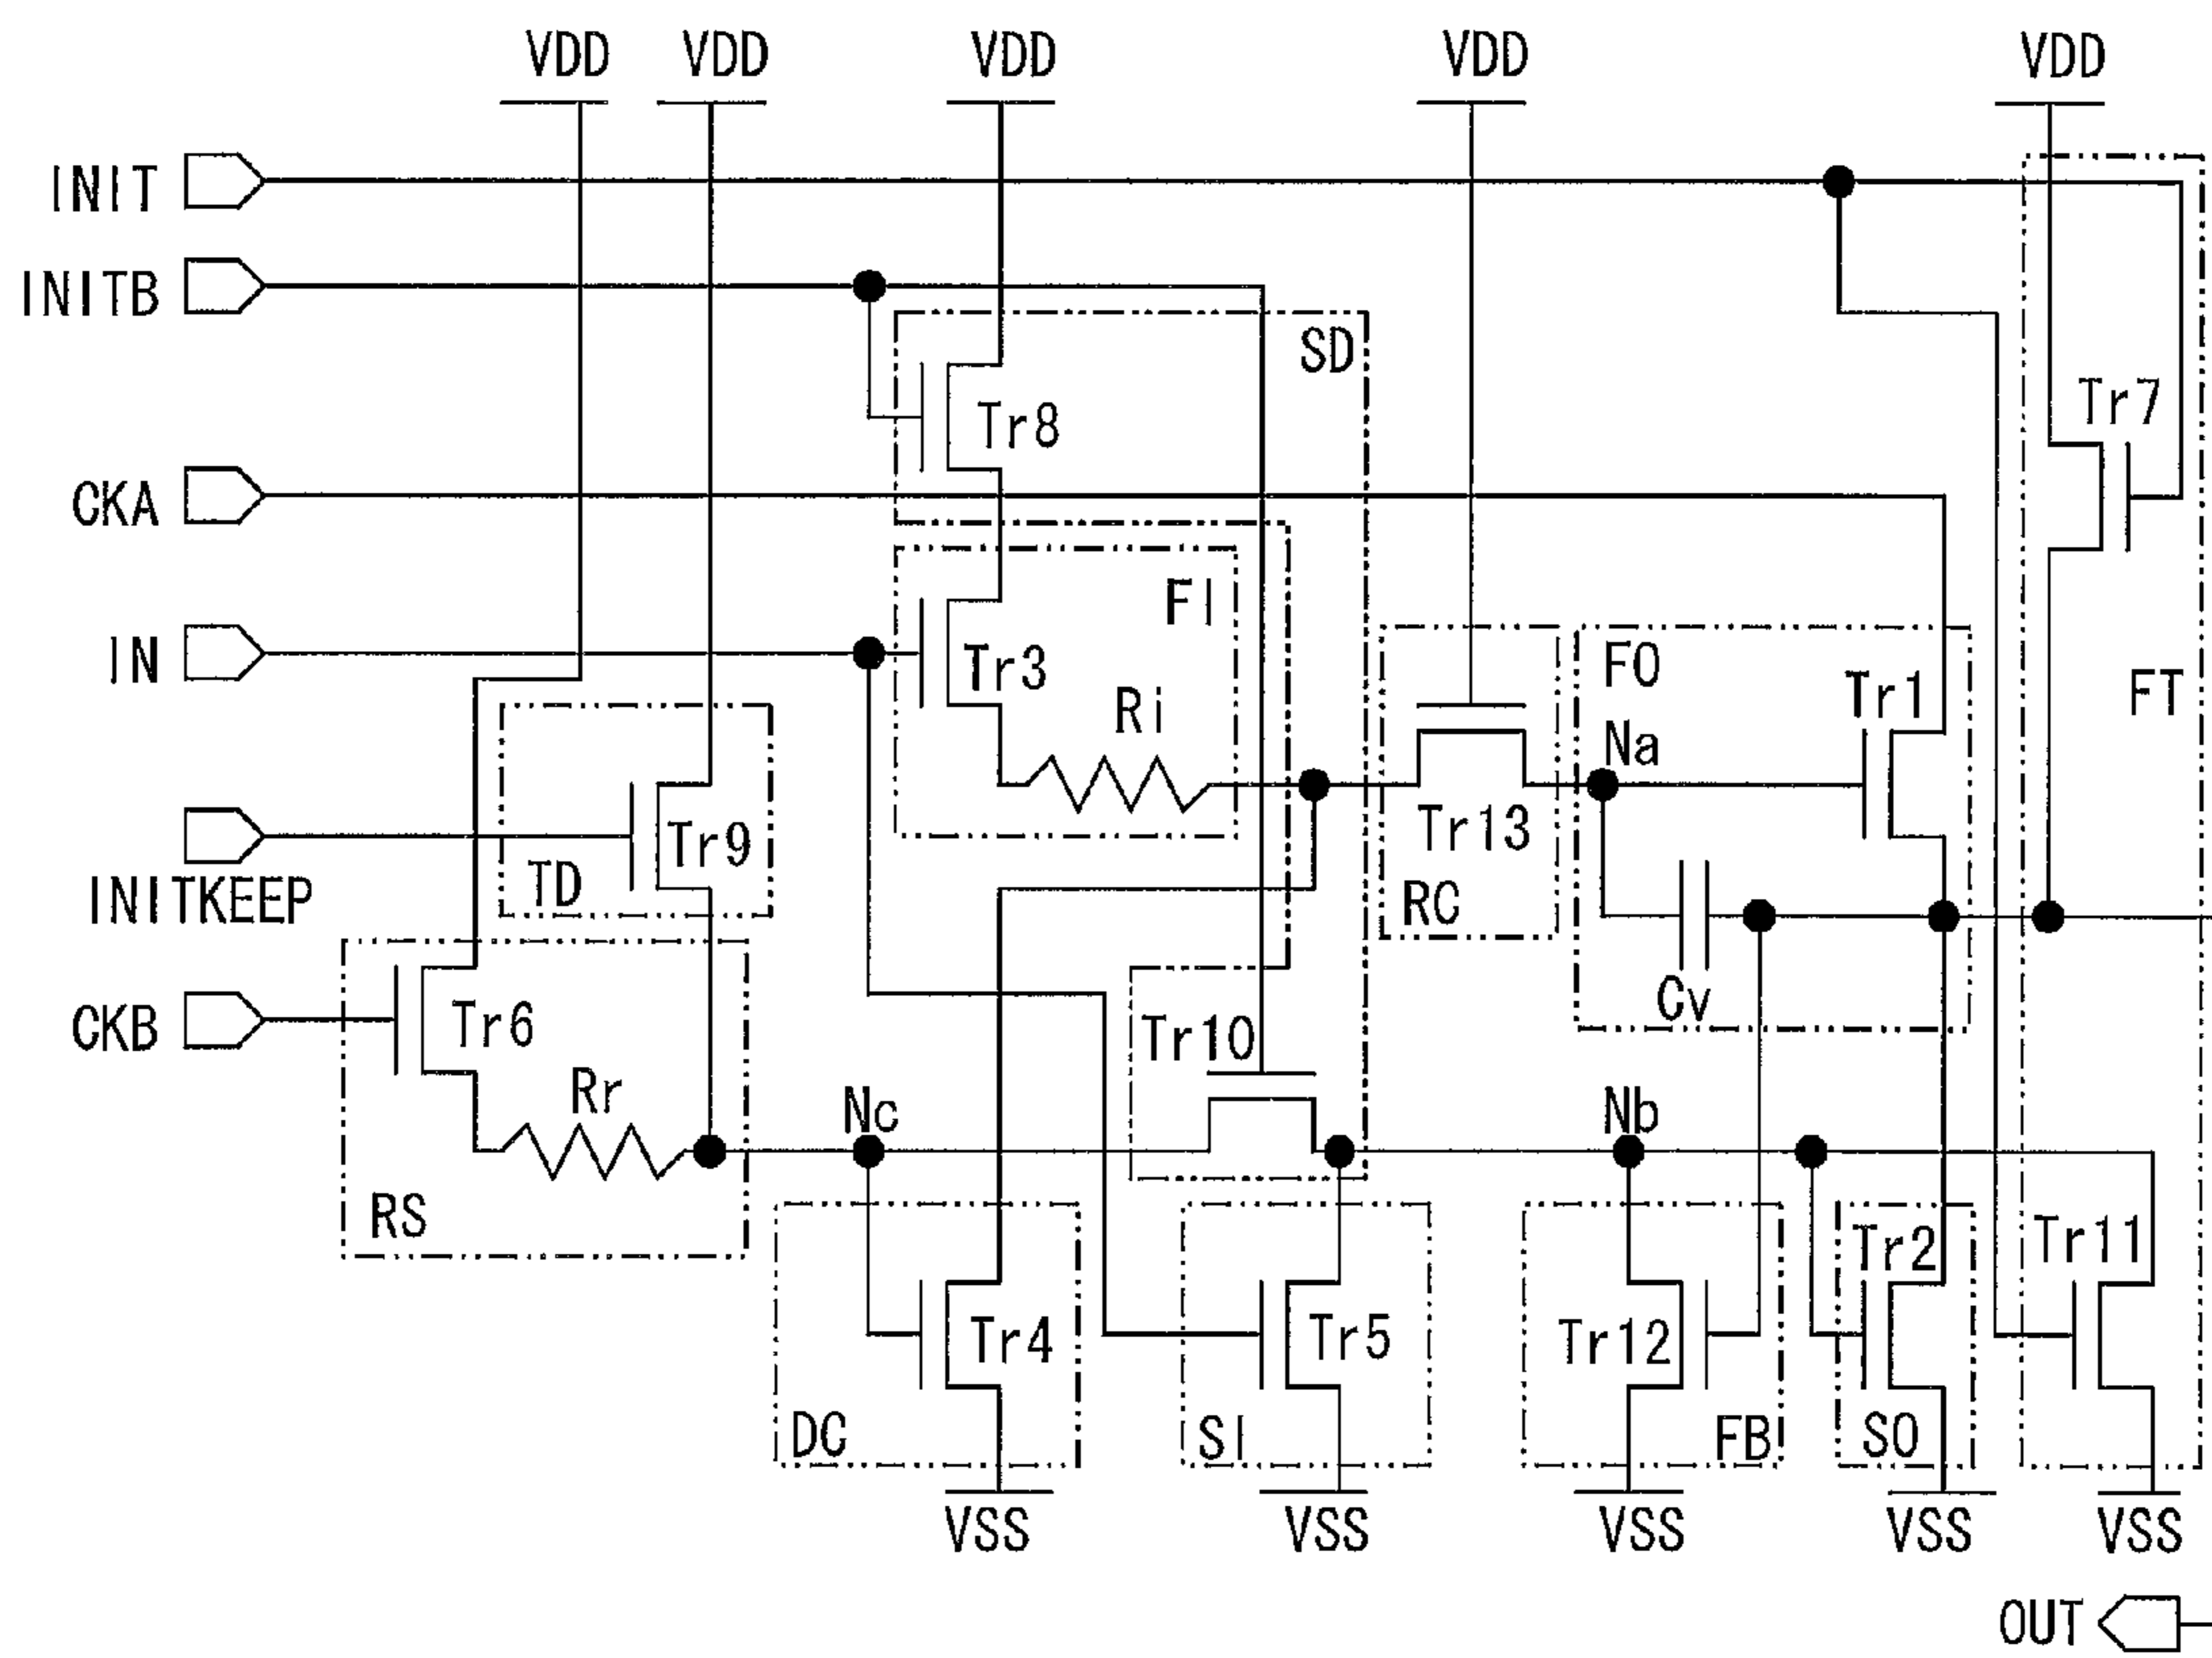 VDD VDD VDD VDD VDD
INIT
INITB
SD
Tr8
Tr7
CKA
FI
IN
Tr3
FO
Tr1
FT
Ri
Na
Tr9
Tr13
TD
RC
INITKEEP
Cv
CKB
Tr6
Tr10
Rr
Nc
Nb
RS
Tr2
Tr11
Tr4
Tr5
Tr12
DC
SI
FB
SO
VSS VSS VSS VSS VSS
OUT